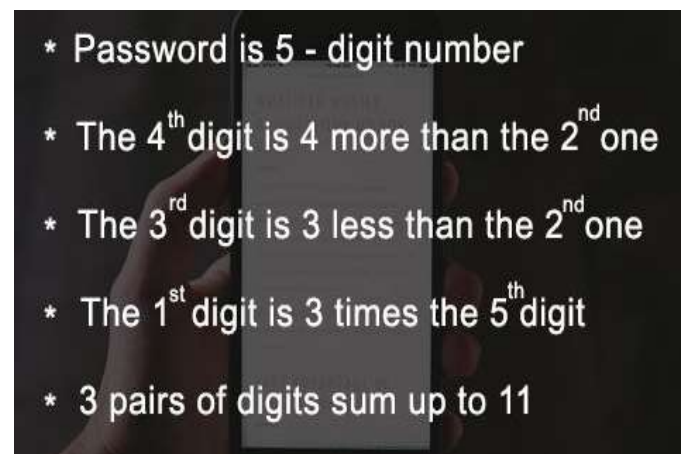 * Password is 5 - digit number
* The 4th digit is 4 more than the 2nd one
* The 3rd digit is 3 less than the 2nd one
* The 1st digit is 3 times the 5th digit
* 3 pairs of digits sum up to 11